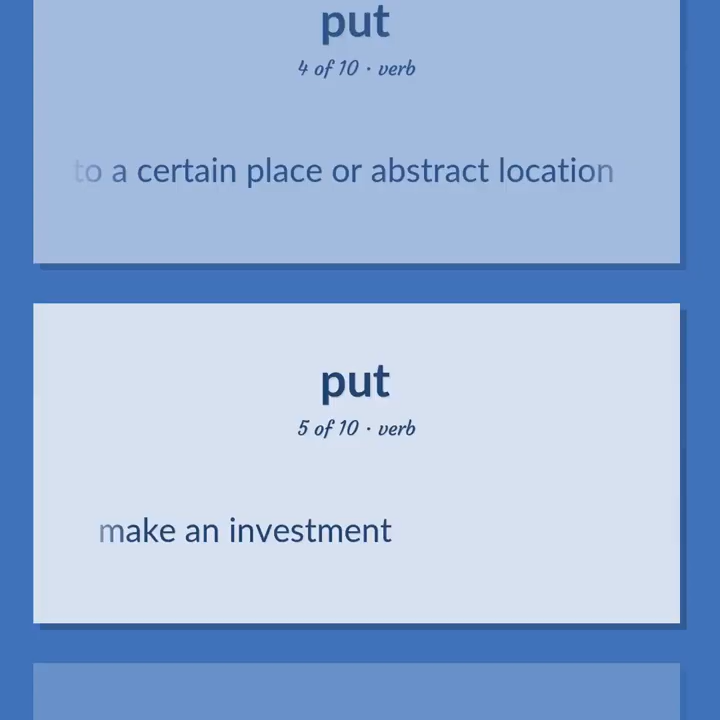 put
4 of 10 · verb
to a certain place or abstract location
put
5 of 10 · verb
make an investment